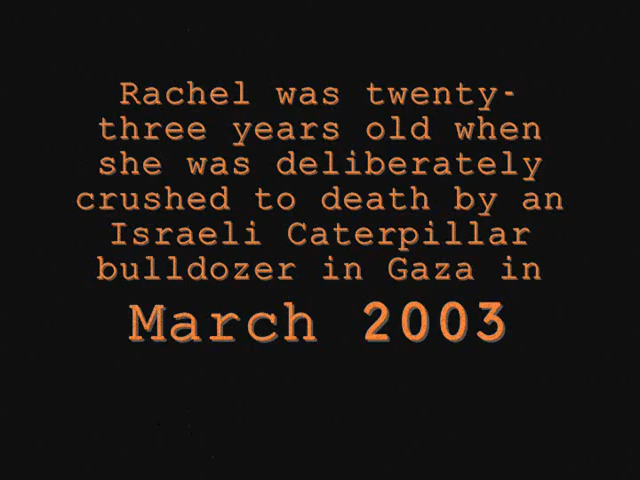 Rachel was twenty-
three years old when
she was deliberately
crushed to death by an
Israeli Caterpillar
bulldozer in Gaza in
March 2003